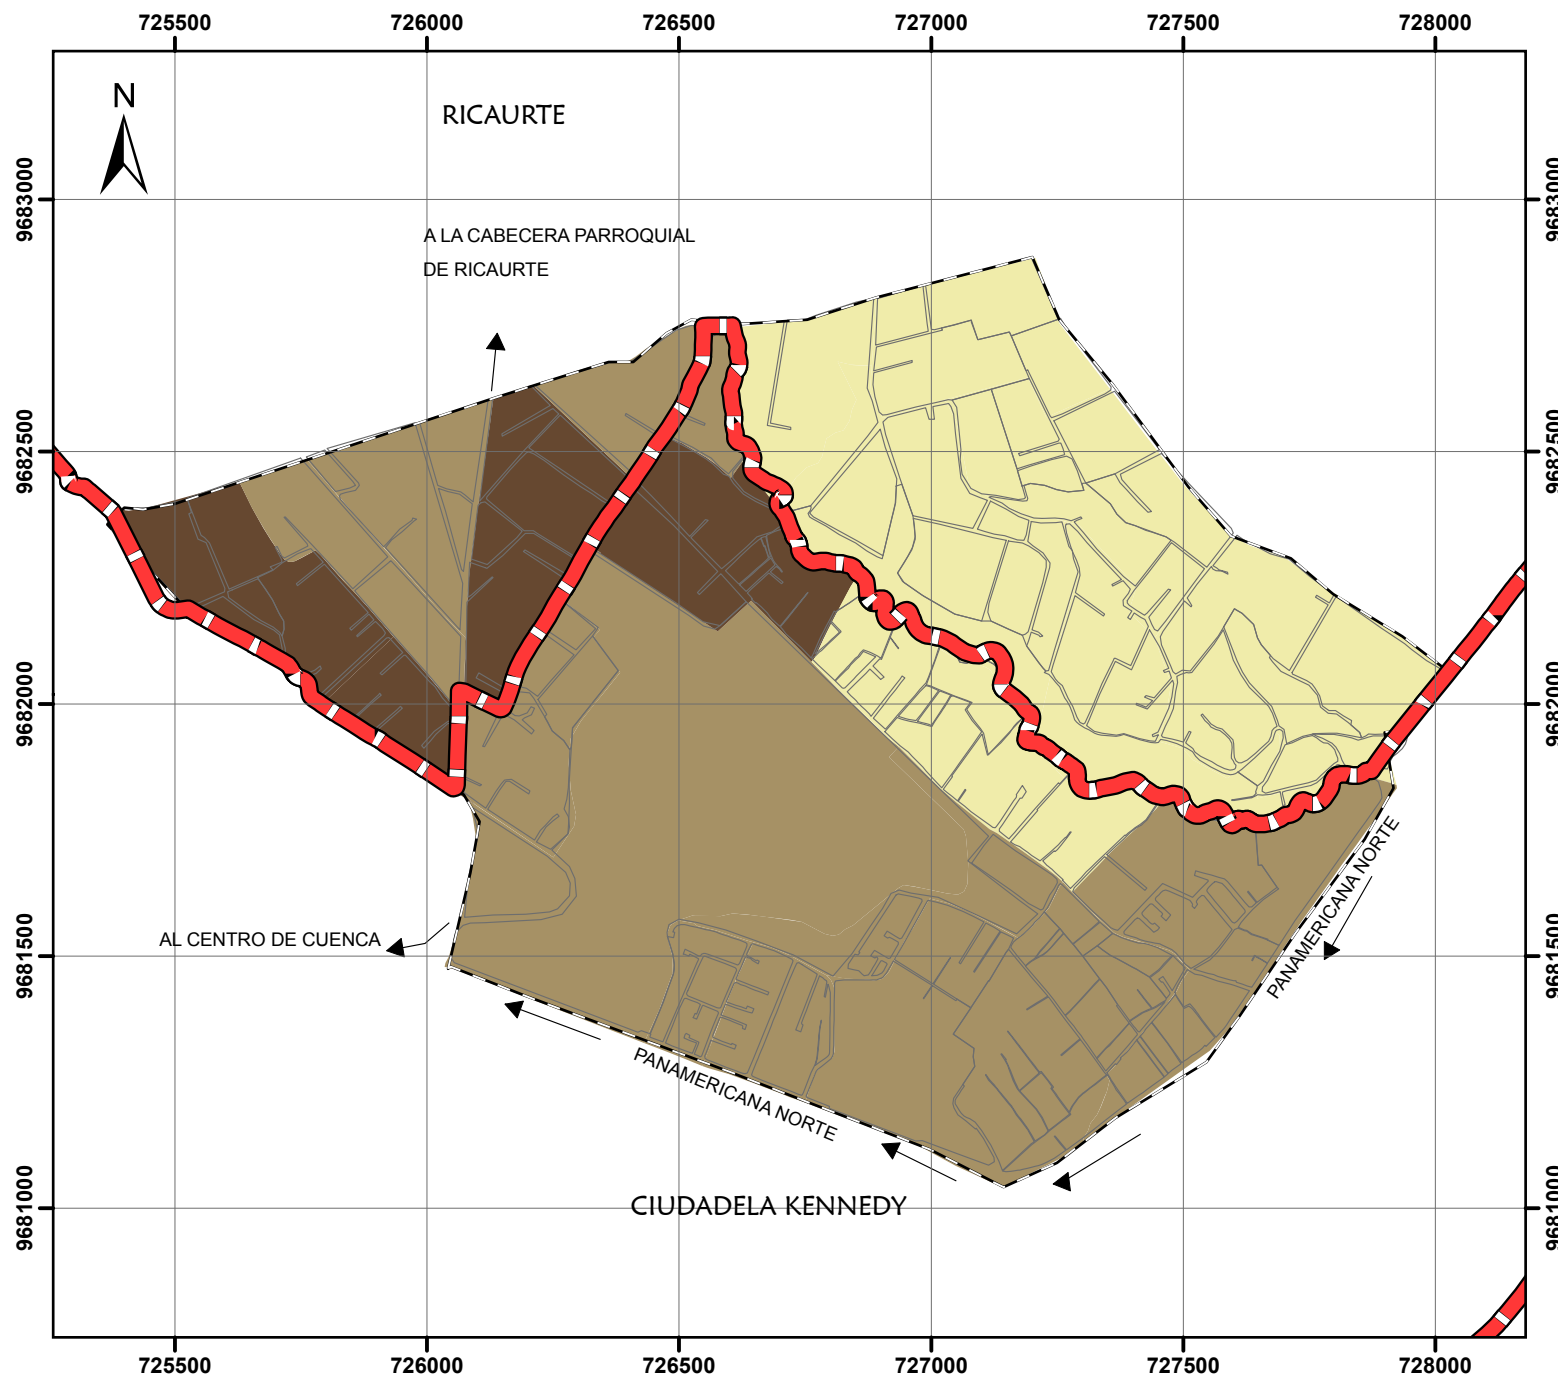 725500 726000 726500 727000 727500 728000
N
RICAURTE
9683000 9683000
A LA CABECERA PARROQUIAL
DE RICAURTE
9682500 9682500
9682000 9682000
PANAMERICANA NORTE
AL CENTRO DE CUENCA
9681500 9681500
PANAMERICANA NORTE
CIUDADELA KENNEDY
9681000 9681000
725500 726000 726500 727000 727500 728000